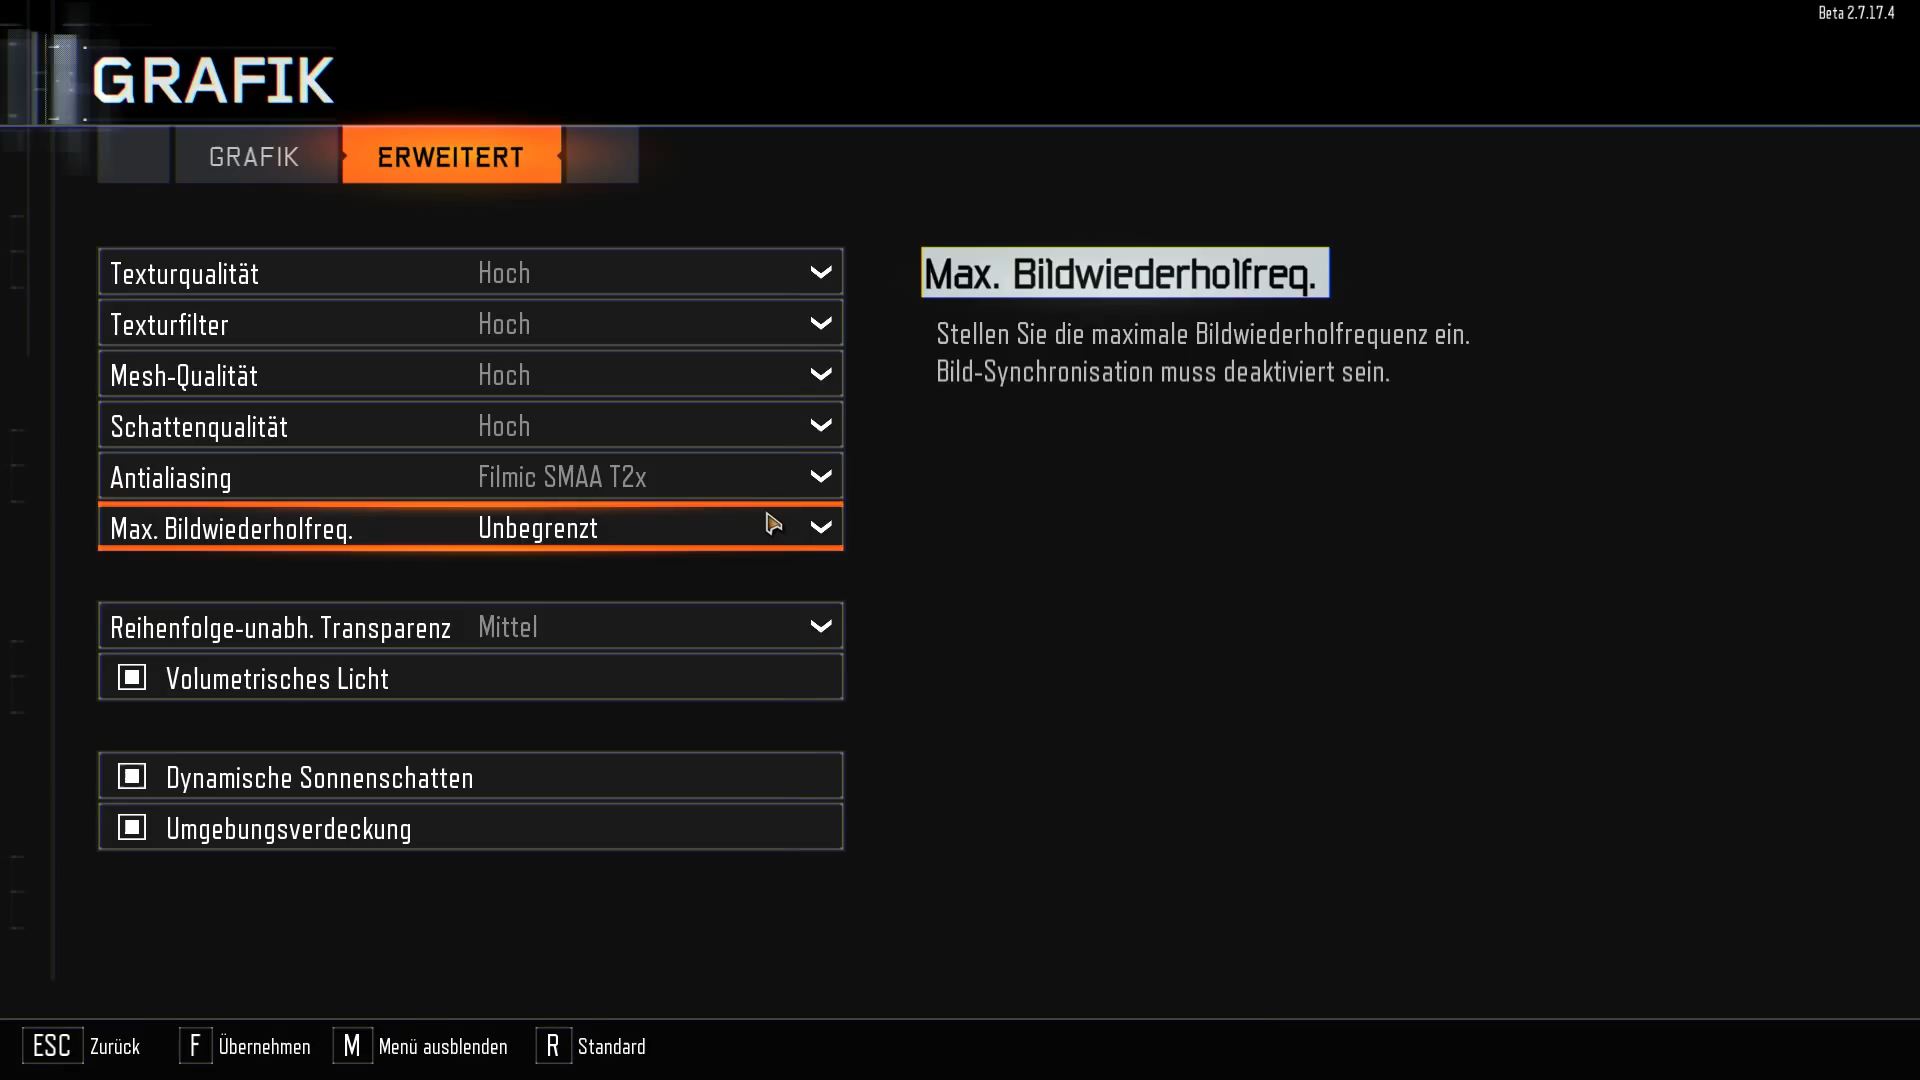 Beta 2.7.17.4
GRAFIK
GRAFIK ERWEITERT
Texturqualität Hoch
Texturfilter Hoch
Mesh-Qualität Hoch
Schattenqualität Hoch
Antialiasing Filmic SMAA T2x
Max. Bildwiederholfreq. Unbegrenzt
Reihenfolge-unabh. Transparenz Mittel
Volumetrisches Licht
Dynamische Sonnenschatten
Umgebungsverdeckung
Max. Bildwiederholfreq.
Stellen Sie die maximale Bildwiederholfrequenz ein.
Bild-Synchronisation muss deaktiviert sein.
ESC Zurück F Übernehmen M Menü ausblenden R Standard